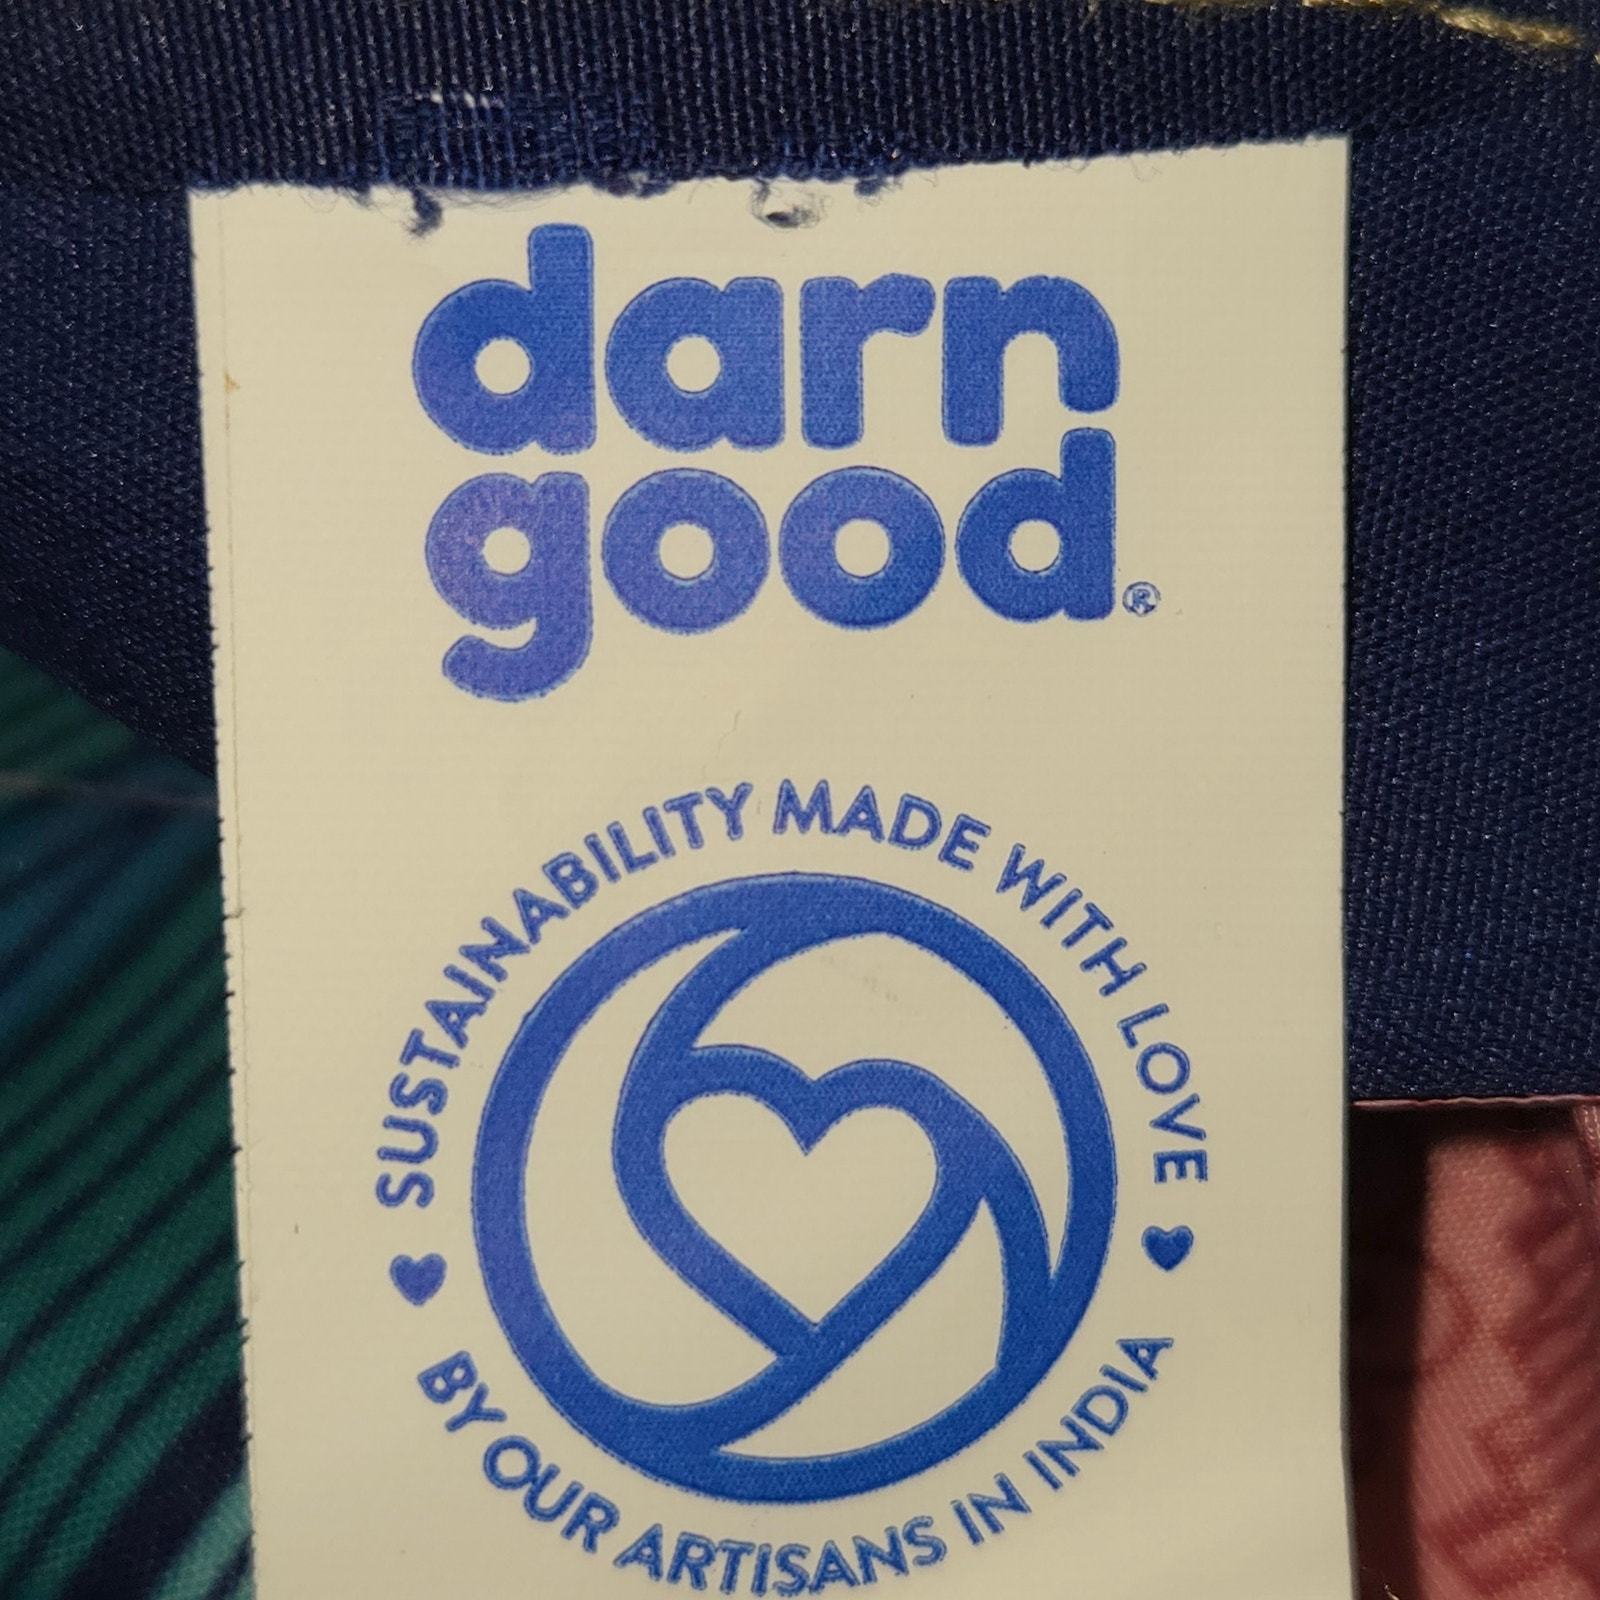 darn
good®
SUSTAINABILITY MADE WITH LOVE
BY OUR ARTISANS IN INDIA